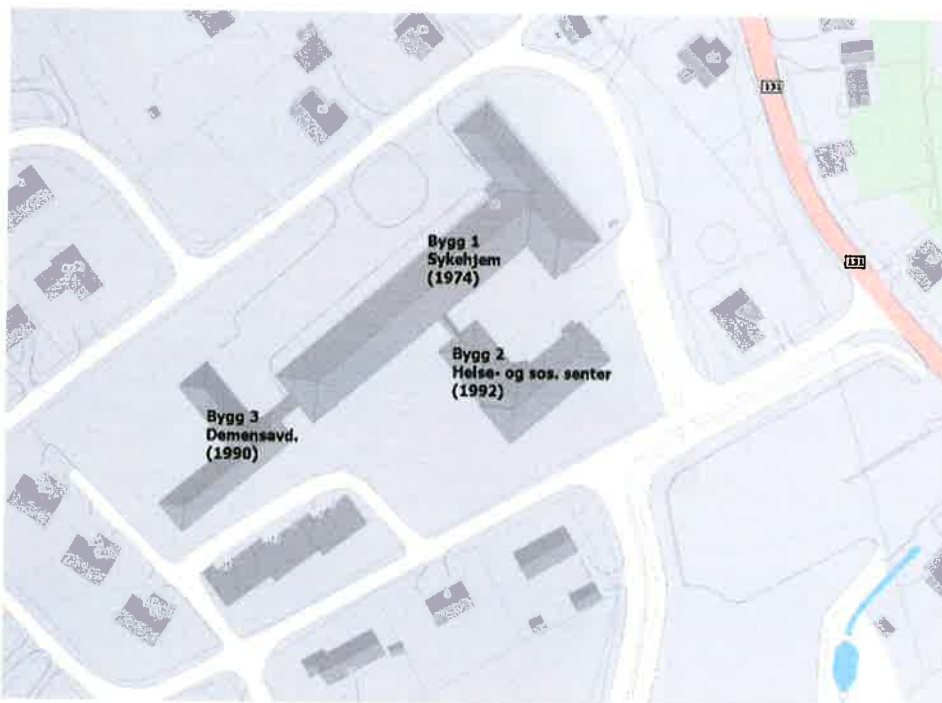 131
Bygg 1
Sykehjem
(1974)
131
Bygg 2
Helse- og sos. senter
(1992)
Bygg 3
Demensavd.
(1990)